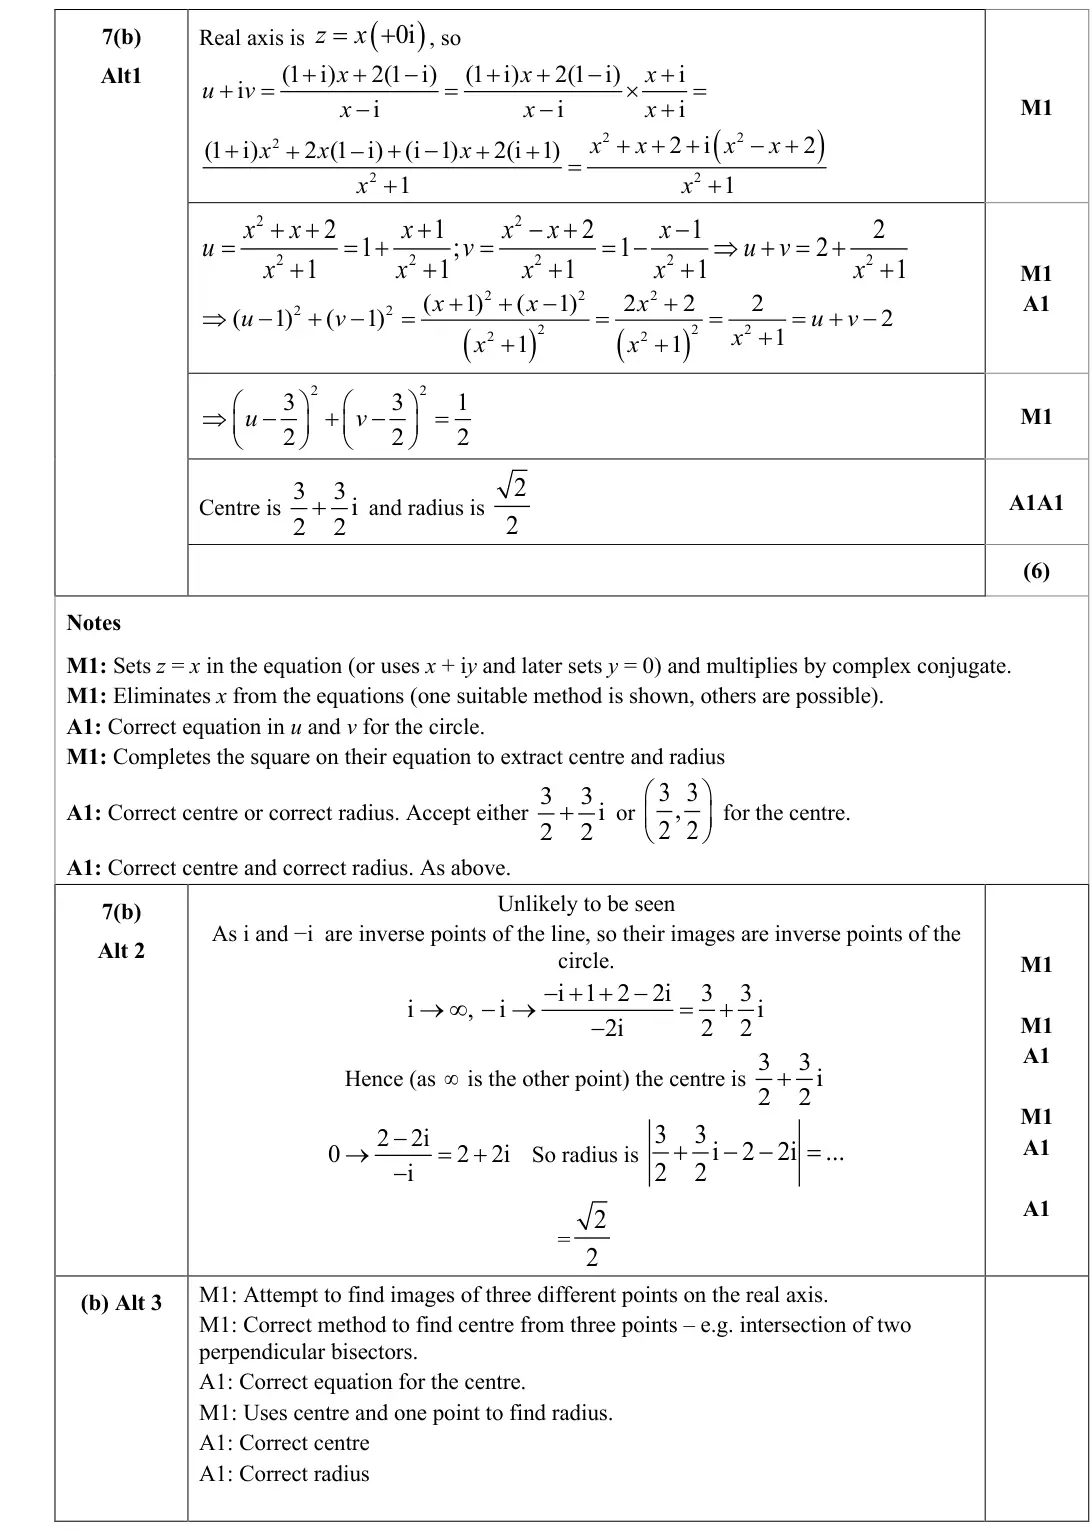 7(b)
Alt1
Real axis is z = x(+0i), so
u + iv = ((1+i)x + 2(1−i))/(x−i) = ((1+i)x + 2(1−i))/(x−i) × (x+i)/(x+i) =
((1+i)x² + 2x(1−i) + (i−1)x + 2(i+1))/(x²+1) = (x² + x + 2 + i(x² − x + 2))/(x²+1)
M1
u = (x² + x + 2)/(x²+1) = 1 + (x+1)/(x²+1); v = (x² − x + 2)/(x²+1) = 1 − (x−1)/(x²+1) ⇒ u + v = 2 + 2/(x²+1)
⇒ (u−1)² + (v−1)² = ((x+1)² + (x−1)²)/(x²+1)² = (2x²+2)/(x²+1)² = 2/(x²+1) = u + v − 2
M1
A1
⇒ (u − 3/2)² + (v − 3/2)² = 1/2
M1
Centre is 3/2 + 3/2 i and radius is √2/2
A1A1
(6)
Notes
M1: Sets z = x in the equation (or uses x + iy and later sets y = 0) and multiplies by complex conjugate.
M1: Eliminates x from the equations (one suitable method is shown, others are possible).
A1: Correct equation in u and v for the circle.
M1: Completes the square on their equation to extract centre and radius
A1: Correct centre or correct radius. Accept either 3/2 + 3/2 i or (3/2, 3/2) for the centre.
A1: Correct centre and correct radius. As above.
7(b)
Alt 2
Unlikely to be seen
As i and −i are inverse points of the line, so their images are inverse points of the
circle.
i → ∞, −i → (−i + 1 + 2 − 2i)/(−2i) = 3/2 + 3/2 i
Hence (as ∞ is the other point) the centre is 3/2 + 3/2 i
0 → (2−2i)/(−i) = 2 + 2i So radius is |3/2 + 3/2 i − 2 − 2i| = ...
= √2/2
M1
M1
A1
M1
A1
A1
(b) Alt 3
M1: Attempt to find images of three different points on the real axis.
M1: Correct method to find centre from three points – e.g. intersection of two
perpendicular bisectors.
A1: Correct equation for the centre.
M1: Uses centre and one point to find radius.
A1: Correct centre
A1: Correct radius